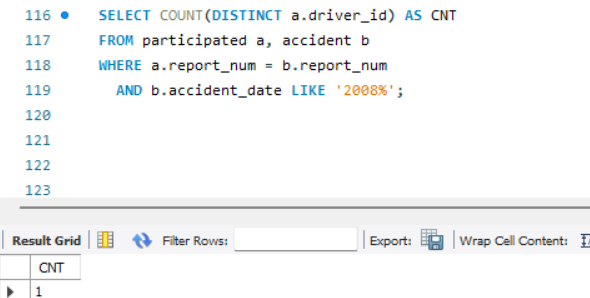 116 SELECT COUNT(DISTINCT a.driver_id) AS CNT
117 FROM participated a, accident b
118 WHERE a.report_num = b.report_num
119 AND b.accident_date LIKE '2008%';
120
121
122
123
Result Grid Filter Rows: Export: Wrap Cell Content:
CNT
1